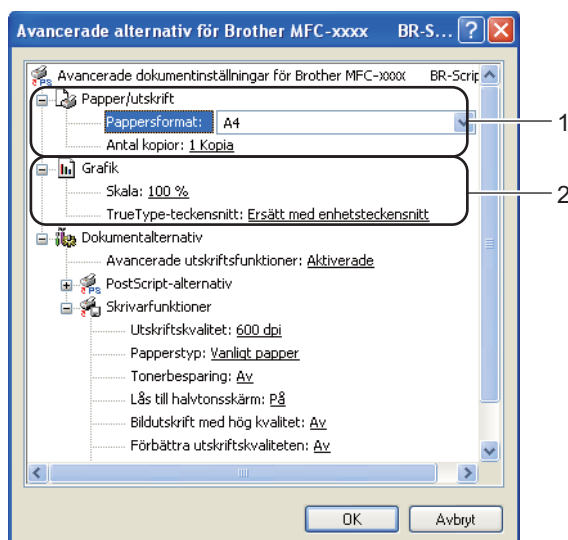 Avancerade alternativ för Brother MFC-xxxx BR-S...
Avancerade dokumentinställningar för Brother MFC-xxxx BR-Scrip
Papper/utskrift
Pappersformat: A4
1
Antal kopior: 1 Kopia
Grafik
Skala: 100 %
2
TrueType-teckensnitt: Ersätt med enhetsteckensnitt
Dokumentalternativ
Avancerade utskriftsfunktioner: Aktiverade
PostScript-alternativ
Skrivarfunktioner
Utskriftskvalitet: 600 dpi
Papperstyp: Vanligt papper
Tonerbesparing: Av
Lås till halvtonsskärm: På
Bildutskrift med hög kvalitet: Av
Förbättra utskriftskvaliteten: Av
OK
Avbryt